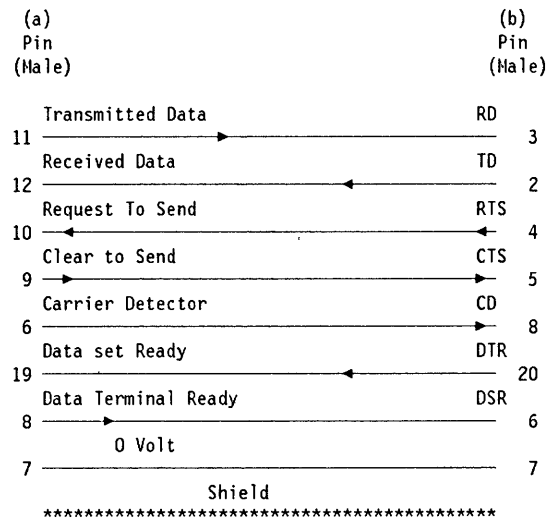 (a) (b)
Pin Pin
(Male) (Male)
Transmitted Data RD
11 3
Received Data TD
12 2
Request To Send RTS
10 4
Clear to Send CTS
9 5
Carrier Detector CD
6 8
Data set Ready DTR
19 20
Data Terminal Ready DSR
8 6
0 Volt
7 7
Shield
******************************************